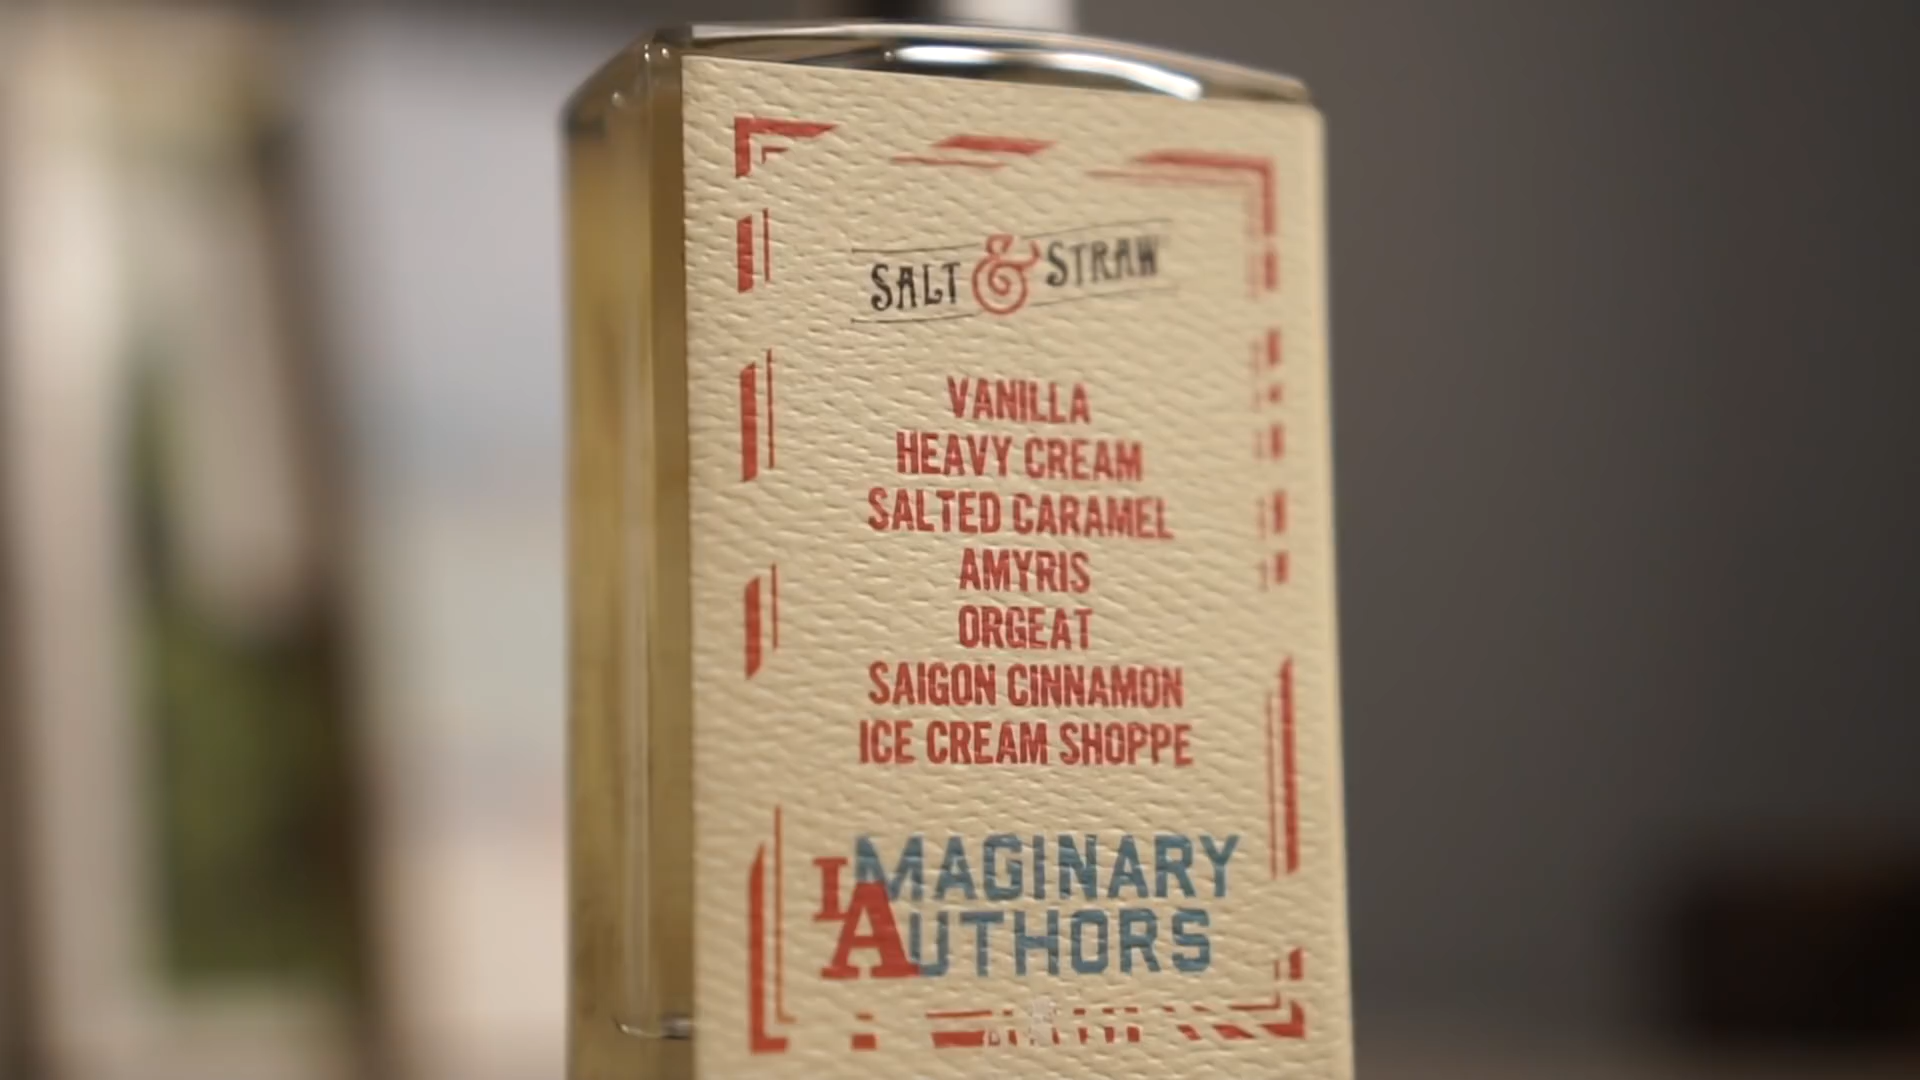 SALT & STRAW
VANILLA
HEAVY CREAM
SALTED CARAMEL
AMYRIS
ORGEAT
SAIGON CINNAMON
ICE CREAM SHOPPE
IMAGINARY
AUTHORS